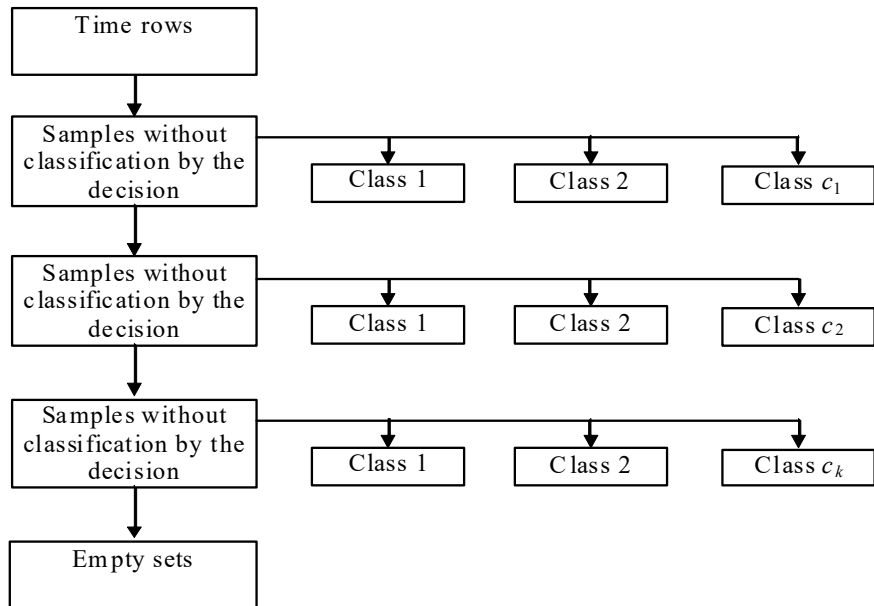 Time rows
Samples without
classification by the
decision
Class 1
Class 2
Class c₁
Samples without
classification by the
decision
Class 1
Class 2
Class c₂
Samples without
classification by the
decision
Class 1
Class 2
Class cₖ
Empty sets